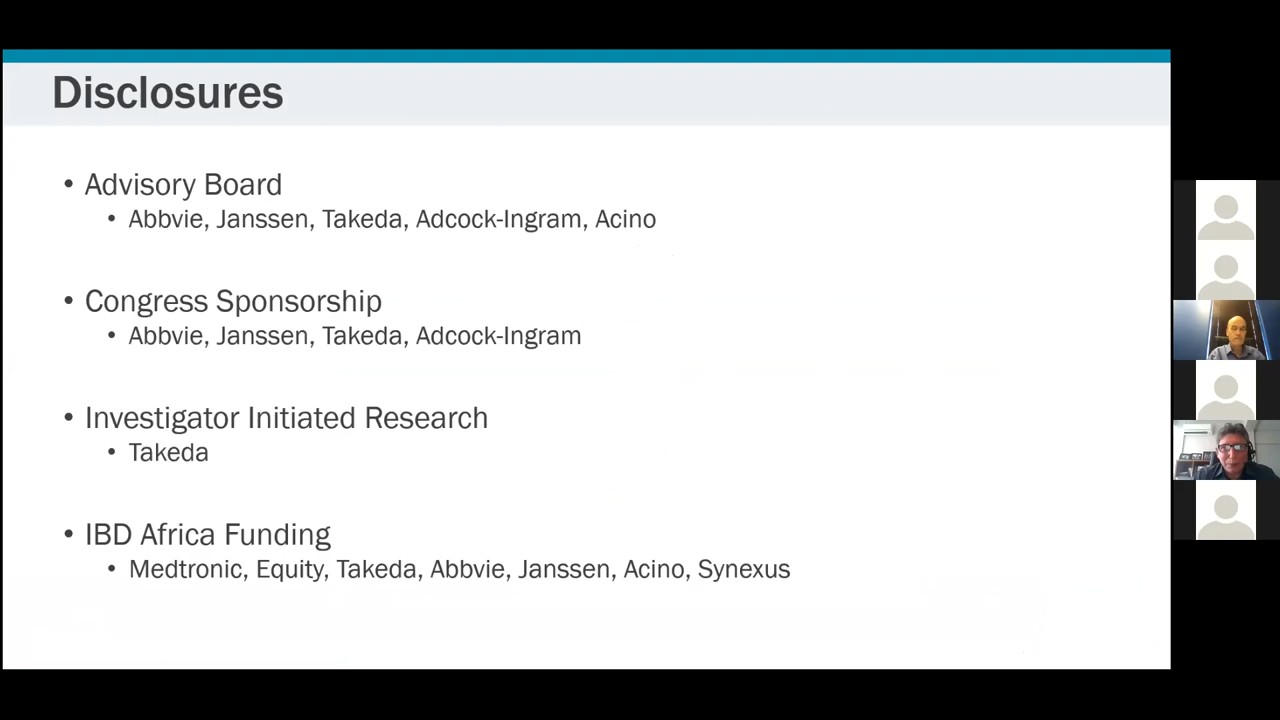 Disclosures
• Advisory Board
• Abbvie, Janssen, Takeda, Adcock-Ingram, Acino
• Congress Sponsorship
• Abbvie, Janssen, Takeda, Adcock-Ingram
• Investigator Initiated Research
• Takeda
• IBD Africa Funding
• Medtronic, Equity, Takeda, Abbvie, Janssen, Acino, Synexus